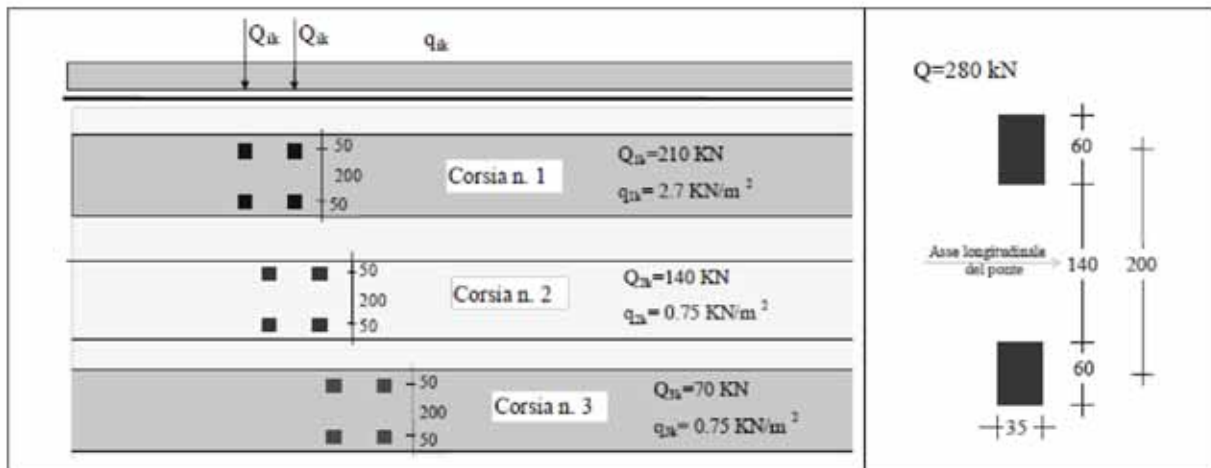 Qik Qik qik
50
200
50
Corsia n. 1
Q1k=210 KN
q1k= 2.7 KN/m 2
50
200
50
Corsia n. 2
Q2k=140 KN
q2k= 0.75 KN/m 2
50
200
50
Corsia n. 3
Q3k=70 KN
q3k= 0.75 KN/m 2
Q=280 kN
60
Asse longitudinale
del ponte
140 200
60
35